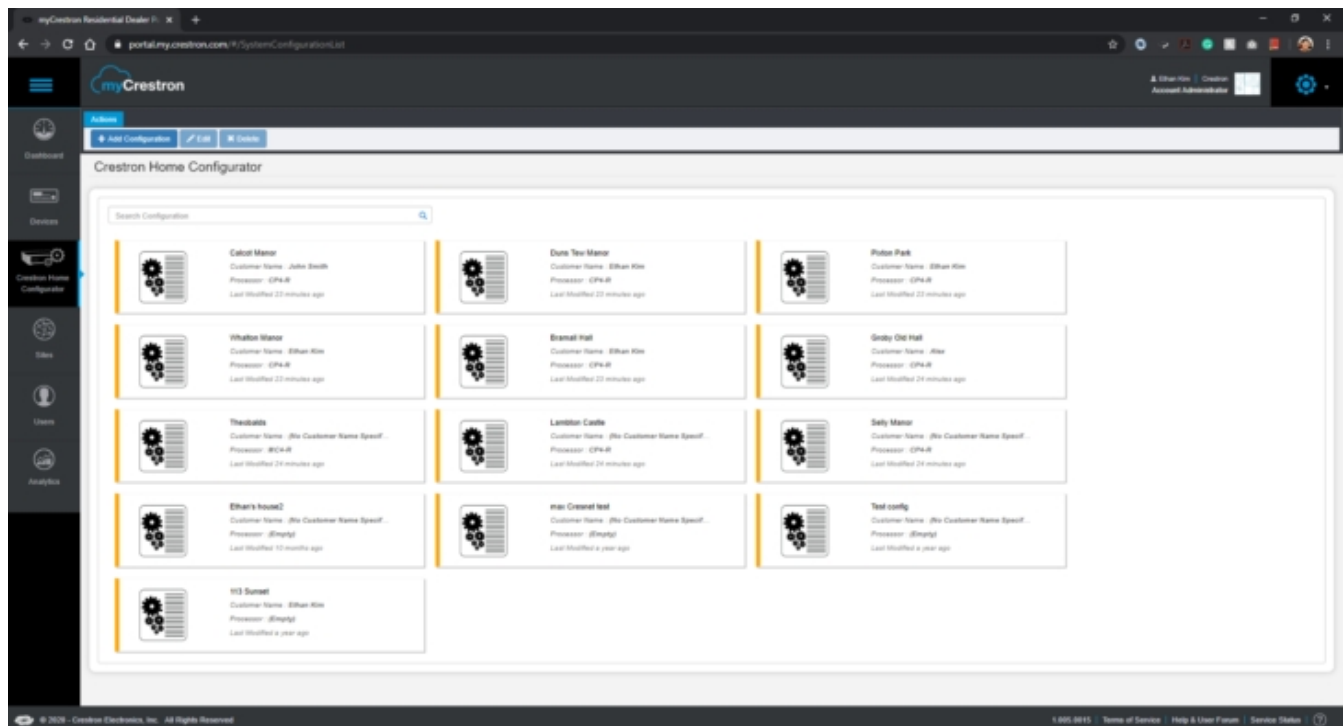 myCrestron Residential Dealer P
portal.my.crestron.com/#/SystemConfigurationList
myCrestron
Ethan Kim | Crestron
Account Administrator
Actions
Add Configuration
Edit
Delete
Dashboard
Devices
Crestron Home
Configurator
Sites
Users
Analytics
Crestron Home Configurator
Search Configuration
Calcot Manor
Customer Name : John Smith
Processor : CP4-R
Last Modified 23 minutes ago
Duns Tew Manor
Customer Name : Ethan Kim
Processor : CP4-R
Last Modified 23 minutes ago
Pixton Park
Customer Name : Ethan Kim
Processor : CP4-R
Last Modified 23 minutes ago
Whatton Manor
Customer Name : Ethan Kim
Processor : CP4-R
Last Modified 23 minutes ago
Bramall Hall
Customer Name : Ethan Kim
Processor : CP4-R
Last Modified 23 minutes ago
Groby Old Hall
Customer Name : Alex
Processor : CP4-R
Last Modified 24 minutes ago
Theobalds
Customer Name : (No Customer Name Specif...
Processor : MC4-R
Last Modified 24 minutes ago
Lambton Castle
Customer Name : (No Customer Name Specif...
Processor : CP4-R
Last Modified 24 minutes ago
Selly Manor
Customer Name : (No Customer Name Specif...
Processor : CP4-R
Last Modified 24 minutes ago
Ethan's house2
Customer Name : (No Customer Name Specif...
Processor : (Empty)
Last Modified 10 months ago
max Cresnet test
Customer Name : (No Customer Name Specif...
Processor : (Empty)
Last Modified a year ago
Test config
Customer Name : (No Customer Name Specif...
Processor : (Empty)
Last Modified a year ago
113 Sunset
Customer Name : Ethan Kim
Processor : (Empty)
Last Modified a year ago
© 2020 - Crestron Electronics, Inc. All Rights Reserved
1.005.0015 | Terms of Service | Help & User Forum | Service Status